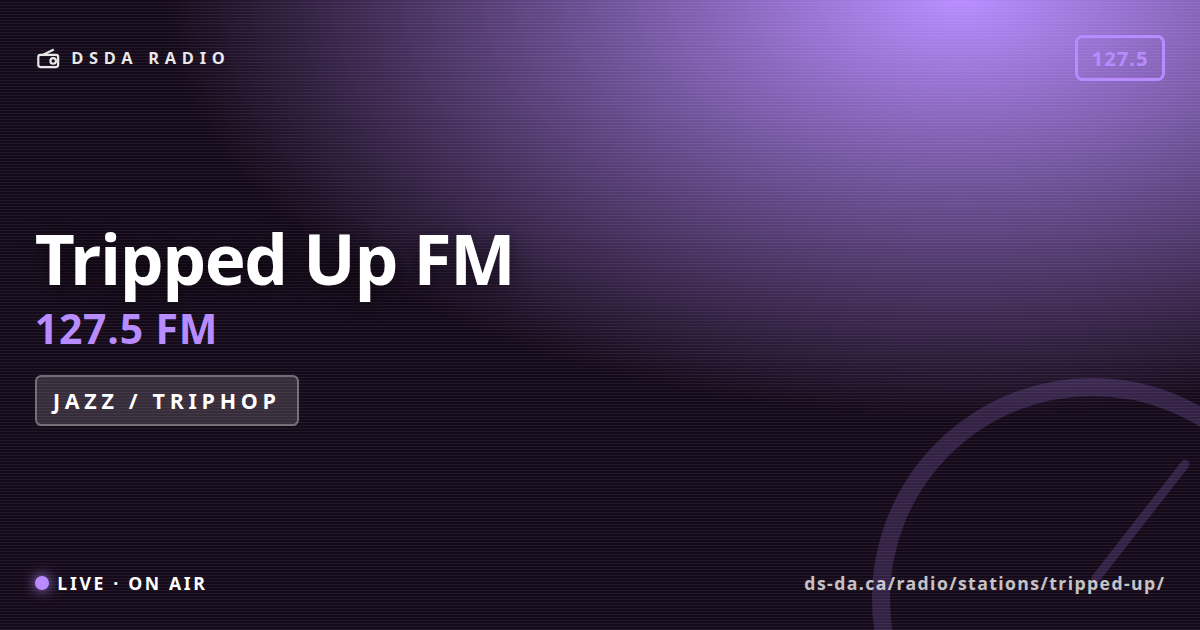 DSDA RADIO
127.5
Tripped Up FM
127.5 FM
JAZZ / TRIPHOP
LIVE · ON AIR
ds-da.ca/radio/stations/tripped-up/